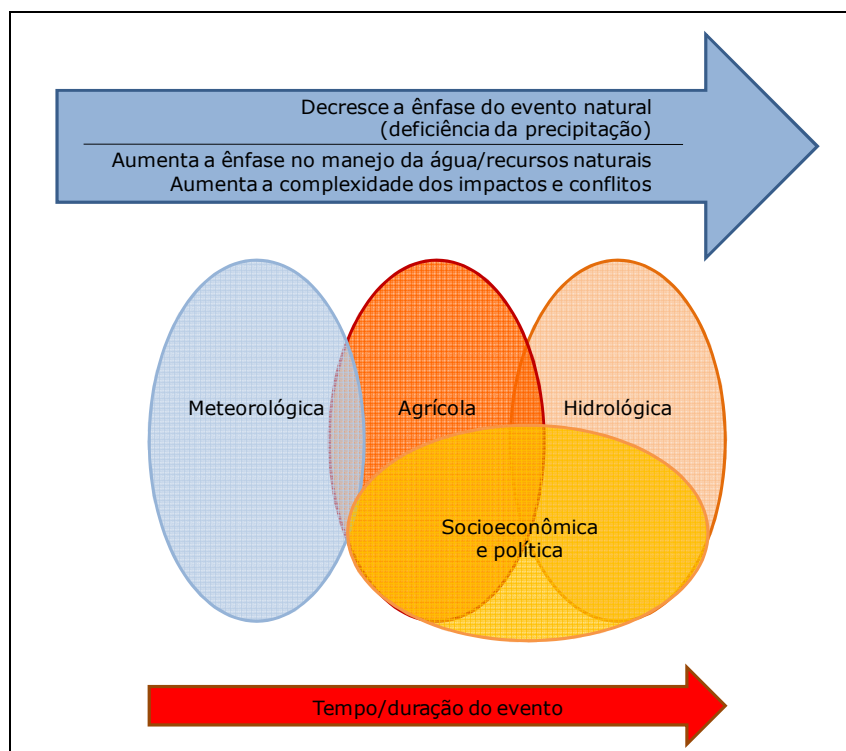 Decresce a ênfase do evento natural
(deficiência da precipitação)
Aumenta a ênfase no manejo da água/recursos naturais
Aumenta a complexidade dos impactos e conflitos
Meteorológica
Agrícola
Hidrológica
Socioeconômica
e política
Tempo/duração do evento